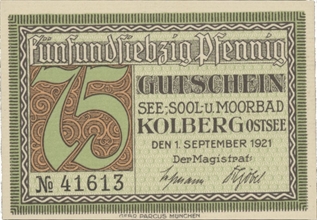 fünfundsiebzig Pfennig
75
GUTSCHEIN
SEE-, SOOL- U. MOORBAD
KOLBERG OSTSEE
DEN 1. SEPTEMBER 1921
Der Magistrat:
№ 41613
PARCUS MÜNCHEN